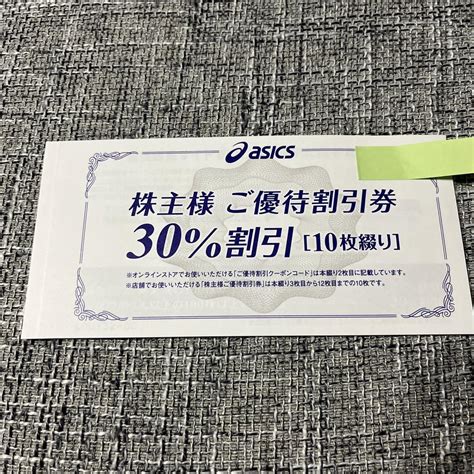 asics
株主様 ご優待割引券
30%割引 [10枚綴り]
※オンラインストアでお使いいただける「ご優待割引クーポンコード」は本綴り2枚目に記載しています。
※店舗でお使いいただける「株主様ご優待割引券」は本綴り3枚目から12枚目までの10枚です。